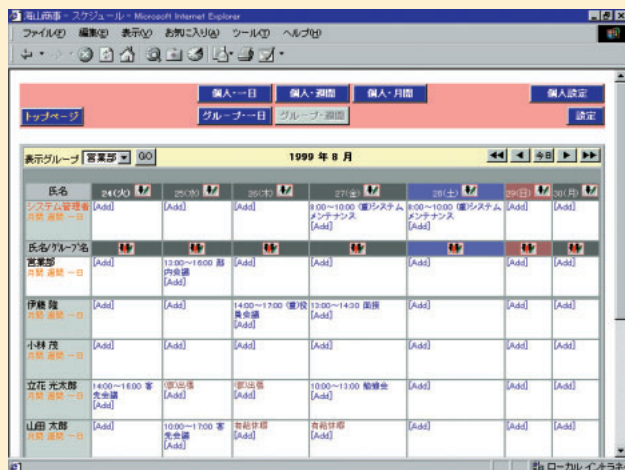 海山商事 - スケジュール - Microsoft Internet Explorer
ファイル(F) 編集(E) 表示(V) お気に入り(A) ツール(T) ヘルプ(H)
個人・一日 個人・週間 個人・月間 個人設定
トップページ グループ・一日 グループ・週間 設定
表示グループ 営業部 GO 1999 年 8 月 今日
氏名 24(火) 25(水) 26(木) 27(金) 28(土) 29(日) 30(月)
システム管理者 [Add] [Add] [Add] 8:00～10:00 (重)システム 8:00～10:00 (重)システム [Add] [Add]
月間 週間 一日 メンテナンス メンテナンス
[Add] [Add]
氏名/グループ名
営業部 [Add] 13:00～16:00 部 [Add] [Add] [Add] [Add] [Add]
月間 週間 一日 内会議
[Add]
伊藤 隆 [Add] [Add] 14:00～17:00 (重)役 13:00～14:30 面接 [Add] [Add] [Add]
月間 週間 一日 員会議 [Add]
[Add]
小林 茂 [Add] [Add] [Add] [Add] [Add] [Add] [Add]
月間 週間 一日
立花 光太郎 14:00～16:00 客 (仮)出張 (仮)出張 10:00～13:00 勉強会 [Add] [Add] [Add]
月間 週間 一日 先会議 [Add] [Add] [Add]
[Add]
山田 太郎 [Add] 10:00～17:00 客 有給休暇 有給休暇 [Add] [Add] [Add]
月間 週間 一日 先会議 [Add] [Add]
[Add]
ローカル イントラネ